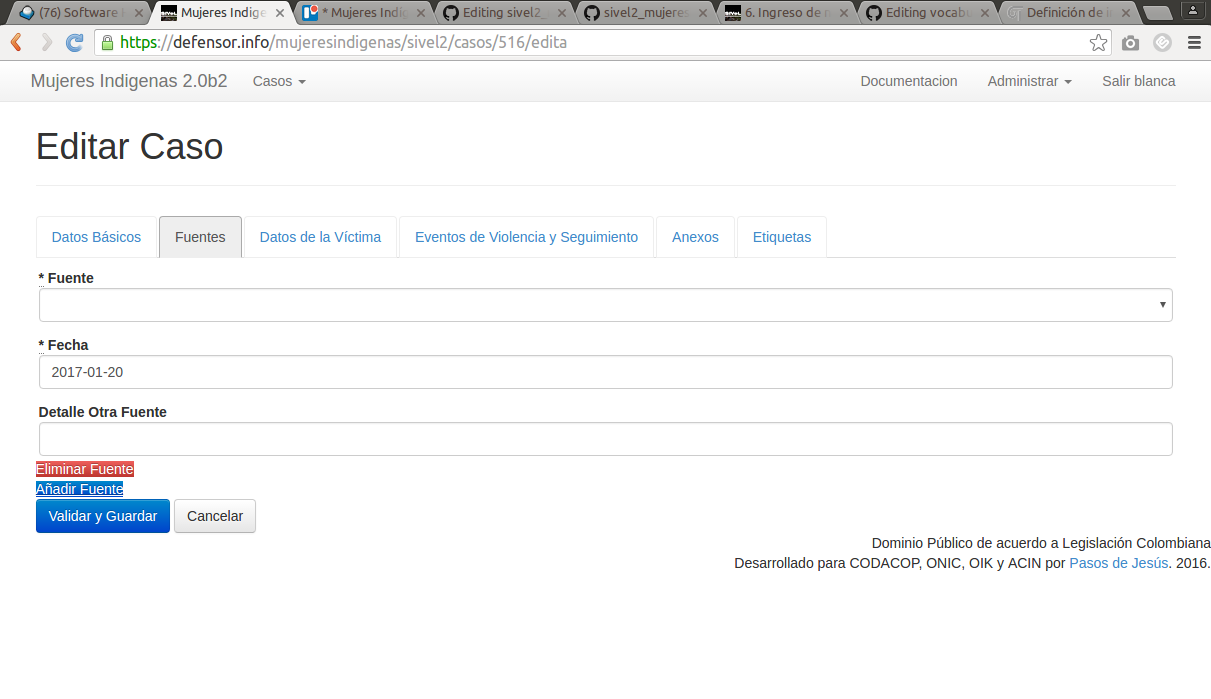 (76) Software
Mujeres Indige
* Mujeres Indig
Editing sivel2_
sivel2_mujeres
6. Ingreso de
Editing vocabu
Definición de
https://defensor.info/mujeresindigenas/sivel2/casos/516/edita
Mujeres Indigenas 2.0b2 Casos Documentacion Administrar Salir blanca
Editar Caso
Datos Básicos Fuentes Datos de la Víctima Eventos de Violencia y Seguimiento Anexos Etiquetas
* Fuente
* Fecha
2017-01-20
Detalle Otra Fuente
Eliminar Fuente
Añadir Fuente
Validar y Guardar Cancelar
Dominio Público de acuerdo a Legislación Colombiana
Desarrollado para CODACOP, ONIC, OIK y ACIN por Pasos de Jesús. 2016.